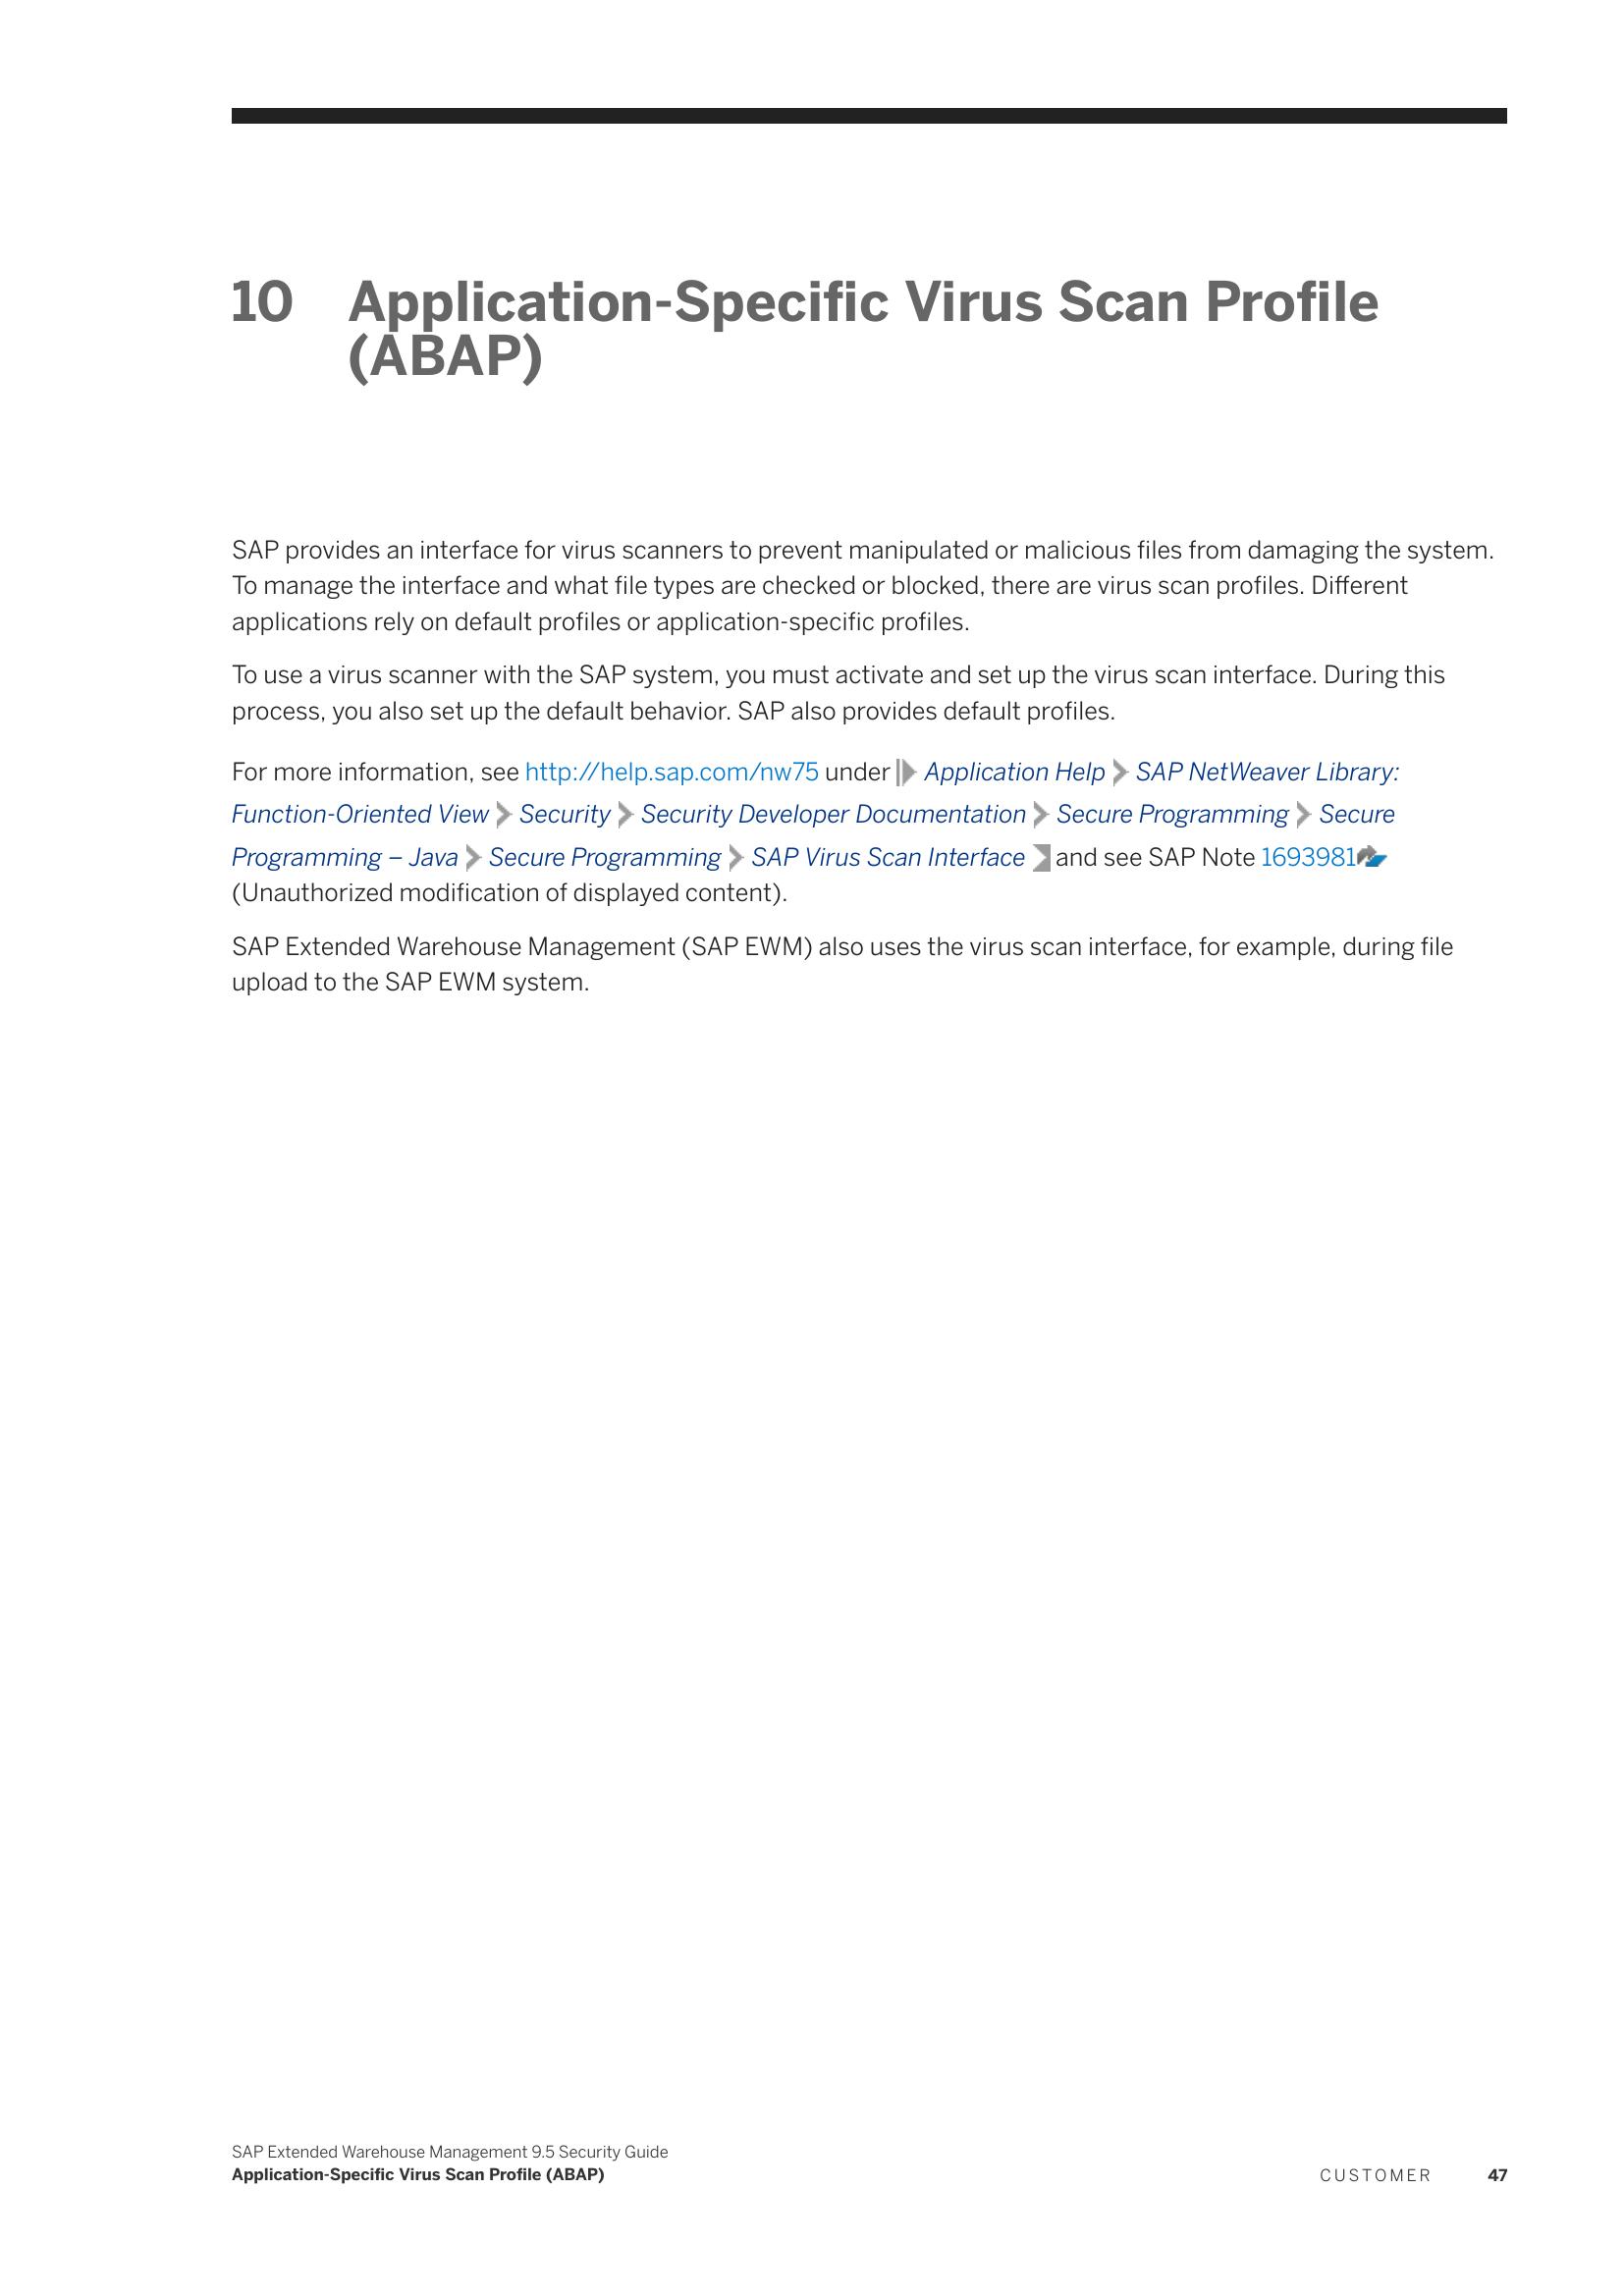 10 Application-Specific Virus Scan Profile
(ABAP)
SAP provides an interface for virus scanners to prevent manipulated or malicious files from damaging the system.
To manage the interface and what file types are checked or blocked, there are virus scan profiles. Different
applications rely on default profiles or application-specific profiles.
To use a virus scanner with the SAP system, you must activate and set up the virus scan interface. During this
process, you also set up the default behavior. SAP also provides default profiles.
For more information, see http://help.sap.com/nw75 under Application Help SAP NetWeaver Library:
Function-Oriented View Security Security Developer Documentation Secure Programming Secure
Programming – Java Secure Programming SAP Virus Scan Interface and see SAP Note 1693981
(Unauthorized modification of displayed content).
SAP Extended Warehouse Management (SAP EWM) also uses the virus scan interface, for example, during file
upload to the SAP EWM system.
SAP Extended Warehouse Management 9.5 Security Guide
Application-Specific Virus Scan Profile (ABAP)
CUSTOMER 47